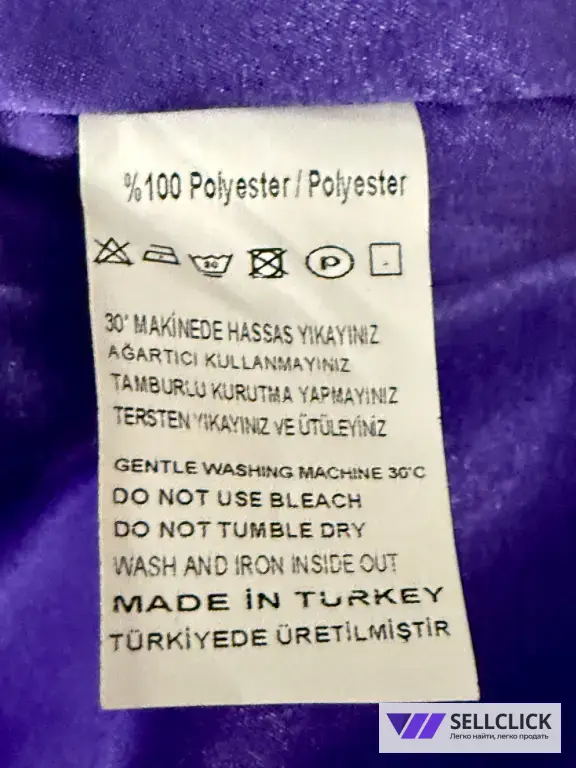 %100 Polyester / Polyester
30
P
30° MAKİNEDE HASSAS YIKAYINIZ
AĞARTICI KULLANMAYINIZ
TAMBURLU KURUTMA YAPMAYINIZ
TERSTEN YIKAYINIZ VE ÜTÜLEYİNİZ
GENTLE WASHING MACHINE 30°C
DO NOT USE BLEACH
DO NOT TUMBLE DRY
WASH AND IRON INSIDE OUT
MADE İN TURKEY
TÜRKİYEDE ÜRETİLMİŞTİR
SELLCLICK
Легко найти, легко продать